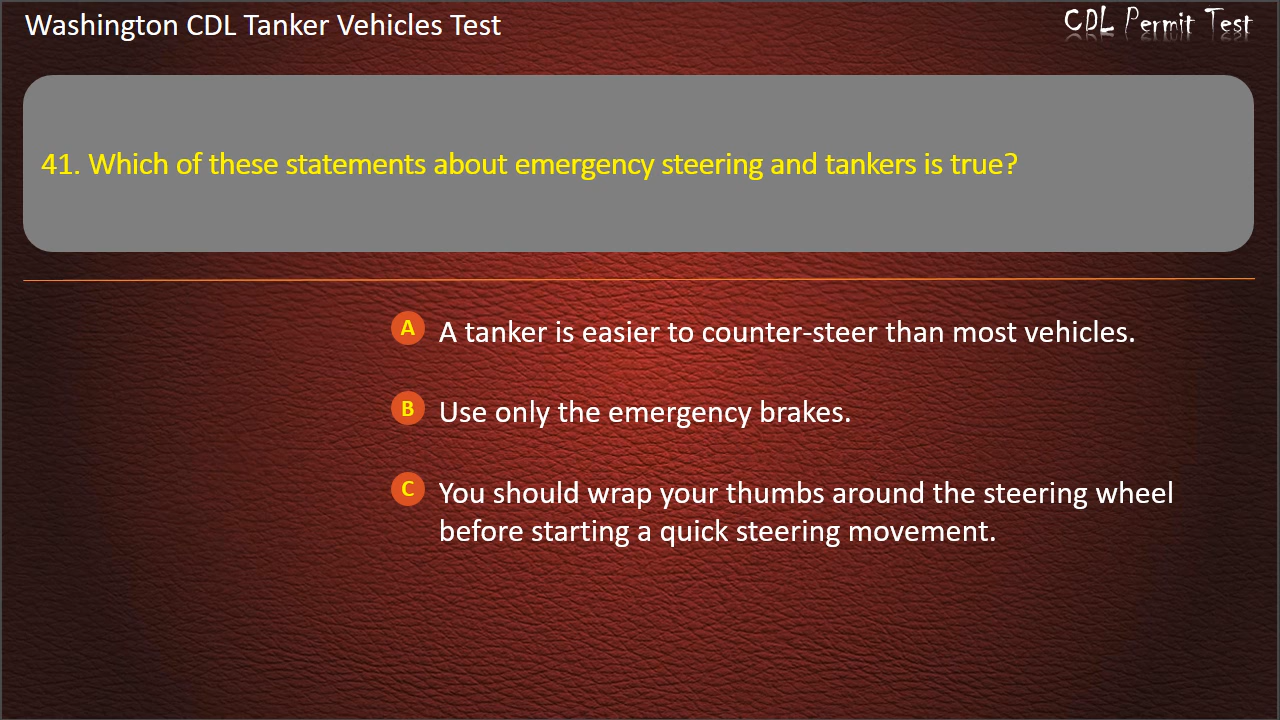 Washington CDL Tanker Vehicles Test
CDL Permit Test
41. Which of these statements about emergency steering and tankers is true?
A A tanker is easier to counter-steer than most vehicles.
B Use only the emergency brakes.
C You should wrap your thumbs around the steering wheel
before starting a quick steering movement.